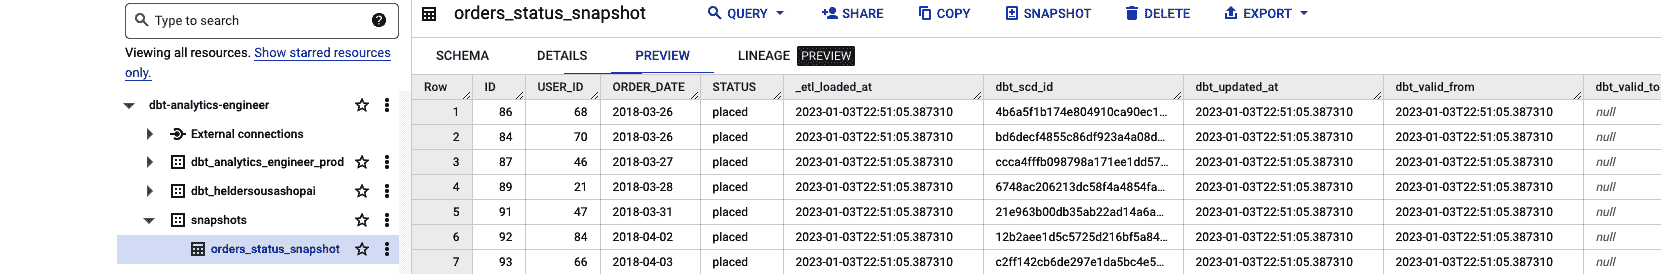 Type to search
Viewing all resources. Show starred resources
only.
dbt-analytics-engineer
External connections
dbt_analytics_engineer_prod
dbt_heldersousashopai
snapshots
orders_status_snapshot
orders_status_snapshot QUERY SHARE COPY SNAPSHOT DELETE EXPORT
SCHEMA DETAILS PREVIEW LINEAGE PREVIEW
Row ID USER_ID ORDER_DATE STATUS _etl_loaded_at dbt_scd_id dbt_updated_at dbt_valid_from dbt_valid_to
1 86 68 2018-03-26 placed 2023-01-03T22:51:05.387310 4b6a5f1b174e804910ca90ec1... 2023-01-03T22:51:05.387310 2023-01-03T22:51:05.387310 null
2 84 70 2018-03-26 placed 2023-01-03T22:51:05.387310 bd6decf4855c86df923a4a08d... 2023-01-03T22:51:05.387310 2023-01-03T22:51:05.387310 null
3 87 46 2018-03-27 placed 2023-01-03T22:51:05.387310 ccca4fffb098798a171ee1dd57... 2023-01-03T22:51:05.387310 2023-01-03T22:51:05.387310 null
4 89 21 2018-03-28 placed 2023-01-03T22:51:05.387310 6748ac206213dc58f4a4854fa... 2023-01-03T22:51:05.387310 2023-01-03T22:51:05.387310 null
5 91 47 2018-03-31 placed 2023-01-03T22:51:05.387310 21e963b00db35ab22ad14a6a... 2023-01-03T22:51:05.387310 2023-01-03T22:51:05.387310 null
6 92 84 2018-04-02 placed 2023-01-03T22:51:05.387310 12b2aee1d5c5725d216bf5a84... 2023-01-03T22:51:05.387310 2023-01-03T22:51:05.387310 null
7 93 66 2018-04-03 placed 2023-01-03T22:51:05.387310 c2ff142cb6de297e1da5bc4e5... 2023-01-03T22:51:05.387310 2023-01-03T22:51:05.387310 null